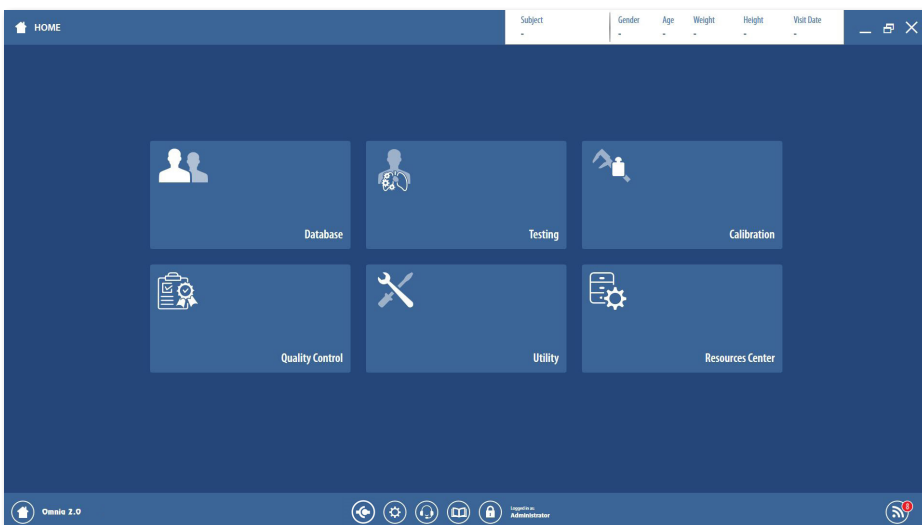 HOME
Subject Gender Age Weight Height Visit Date
- - - - - -
Database
Testing
Calibration
Quality Control
Utility
Resources Center
Omnia 2.0
Logged in as:
Administrator
8